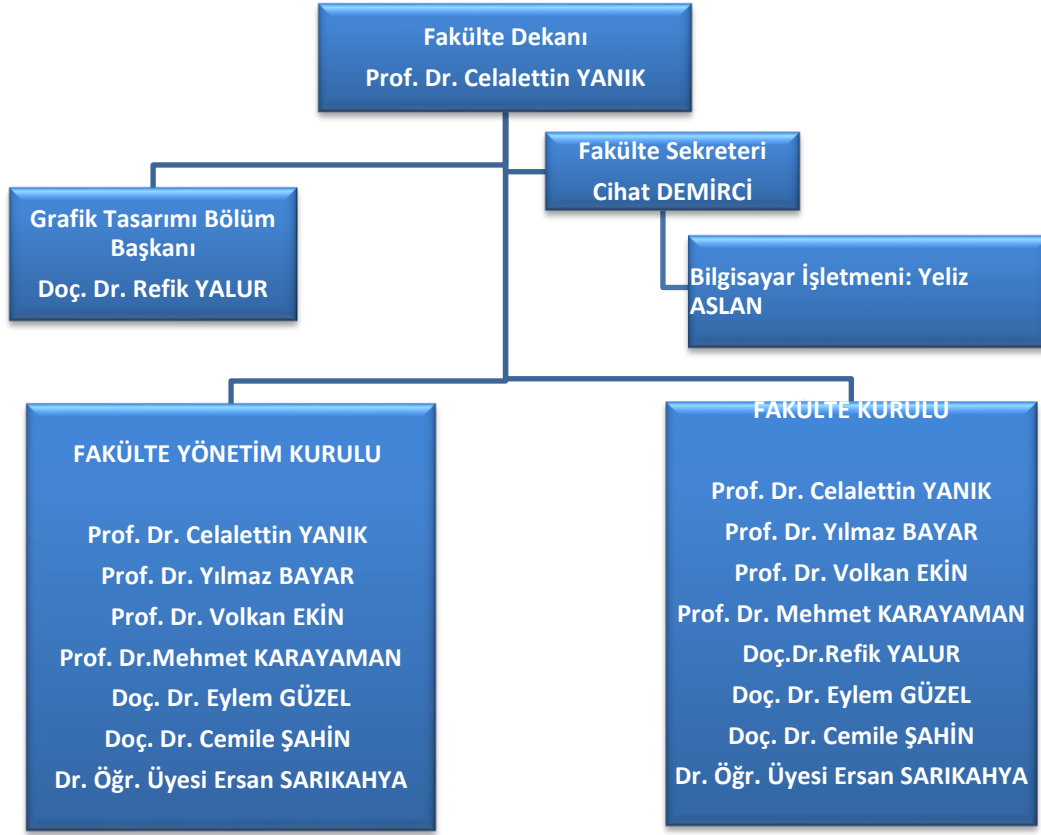 Fakülte Dekanı
Prof. Dr. Celalettin YANIK
Fakülte Sekreteri
Cihat DEMİRCİ
Grafik Tasarımı Bölüm
Başkanı
Doç. Dr. Refik YALUR
Bilgisayar İşletmeni: Yeliz
ASLAN
FAKÜLTE YÖNETİM KURULU
Prof. Dr. Celalettin YANIK
Prof. Dr. Yılmaz BAYAR
Prof. Dr. Volkan EKİN
Prof. Dr.Mehmet KARAYAMAN
Doç. Dr. Eylem GÜZEL
Doç. Dr. Cemile ŞAHİN
Dr. Öğr. Üyesi Ersan SARIKAHYA
FAKÜLTE KURULU
Prof. Dr. Celalettin YANIK
Prof. Dr. Yılmaz BAYAR
Prof. Dr. Volkan EKİN
Prof. Dr. Mehmet KARAYAMAN
Doç.Dr.Refik YALUR
Doç. Dr. Eylem GÜZEL
Doç. Dr. Cemile ŞAHİN
Dr. Öğr. Üyesi Ersan SARIKAHYA